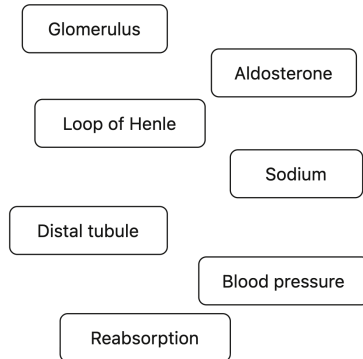 Glomerulus
Aldosterone
Loop of Henle
Sodium
Distal tubule
Blood pressure
Reabsorption